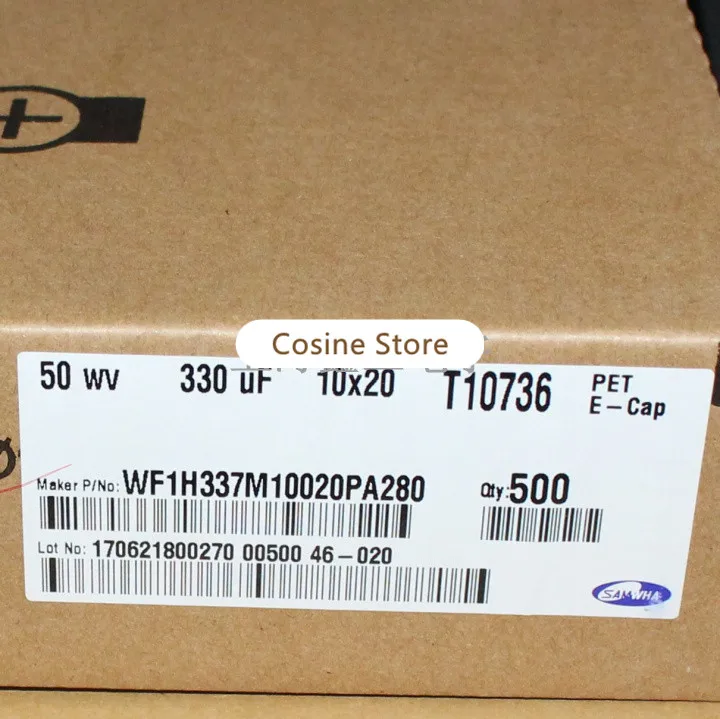 Cosine Store
50 WV 330 uF 10x20 T10736 PET
E-Cap
Maker P/No: WF1H337M10020PA280 Qty: 500
Lot No: 170621800270 00500 46-020
SAMWHA